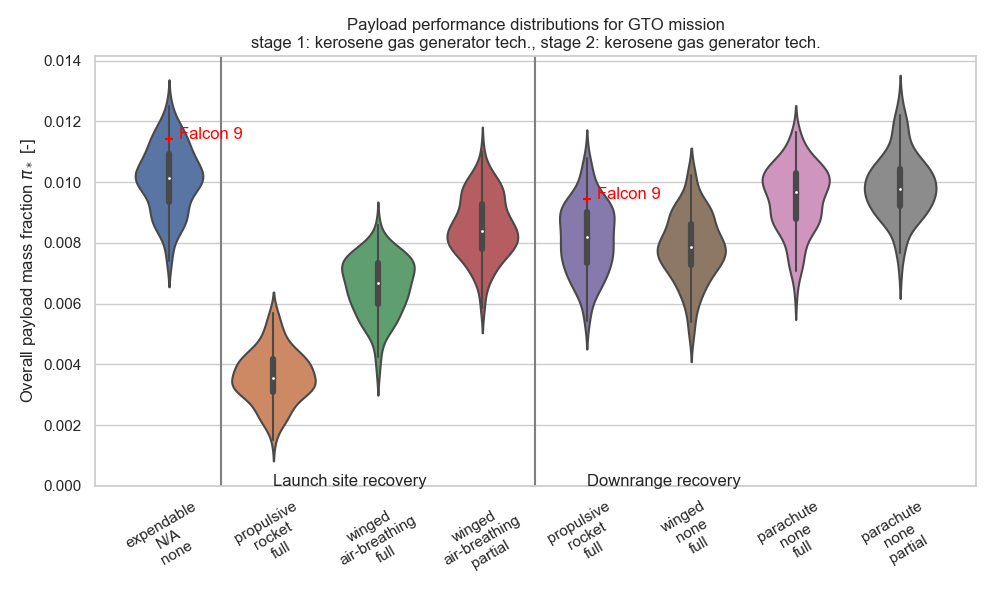 Payload performance distributions for GTO mission
stage 1: kerosene gas generator tech., stage 2: kerosene gas generator tech.
Overall payload mass fraction π* [-]
0.014
0.012
0.010
0.008
0.006
0.004
0.002
0.000
Falcon 9
Falcon 9
Launch site recovery
Downrange recovery
expendable
N/A
none
propulsive
rocket
full
winged
air-breathing
full
winged
air-breathing
partial
propulsive
rocket
full
winged
none
full
parachute
none
full
parachute
none
partial